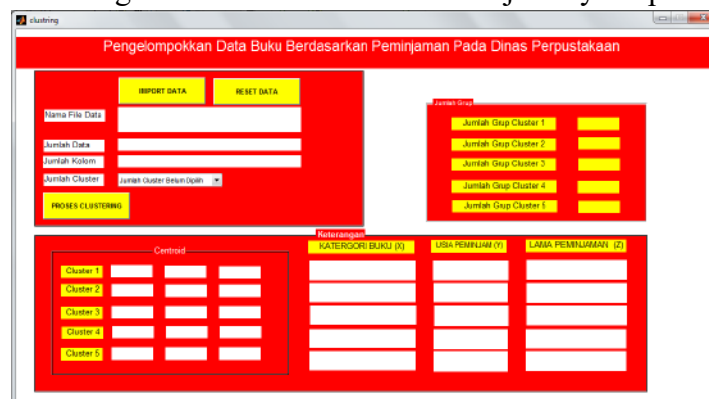 clustring
Pengelompokkan Data Buku Berdasarkan Peminjaman Pada Dinas Perpustakaan
IMPORT DATA
RESET DATA
Nama File Data
Jumlah Data
Jumlah Kolom
Jumlah Cluster
Jumlah Cluster Belum Dipilih
PROSES CLUSTERING
Jumlah Grup
Jumlah Grup Cluster 1
Jumlah Grup Cluster 2
Jumlah Grup Cluster 3
Jumlah Grup Cluster 4
Jumlah Grup Cluster 5
Keterangan
Centroid
Cluster 1
Cluster 2
Cluster 3
Cluster 4
Cluster 5
KATERGORI BUKU (X)
USIA PEMINJAM (Y)
LAMA PEMINJAMAN (Z)